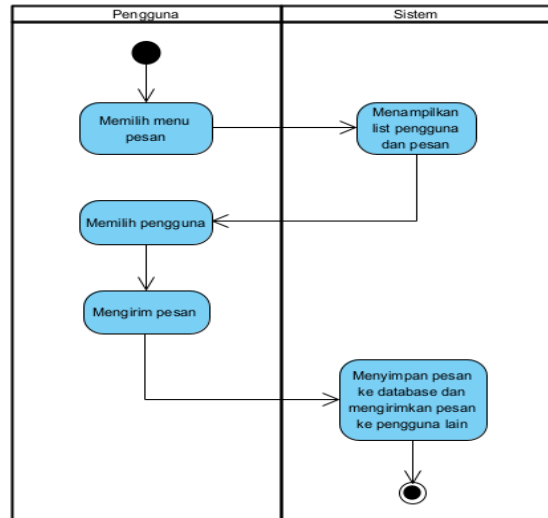 Pengguna
Sistem
Memilih menu
pesan
Menampilkan
list pengguna
dan pesan
Memilih pengguna
Mengirim pesan
Menyimpan pesan
ke database dan
mengirimkan pesan
ke pengguna lain